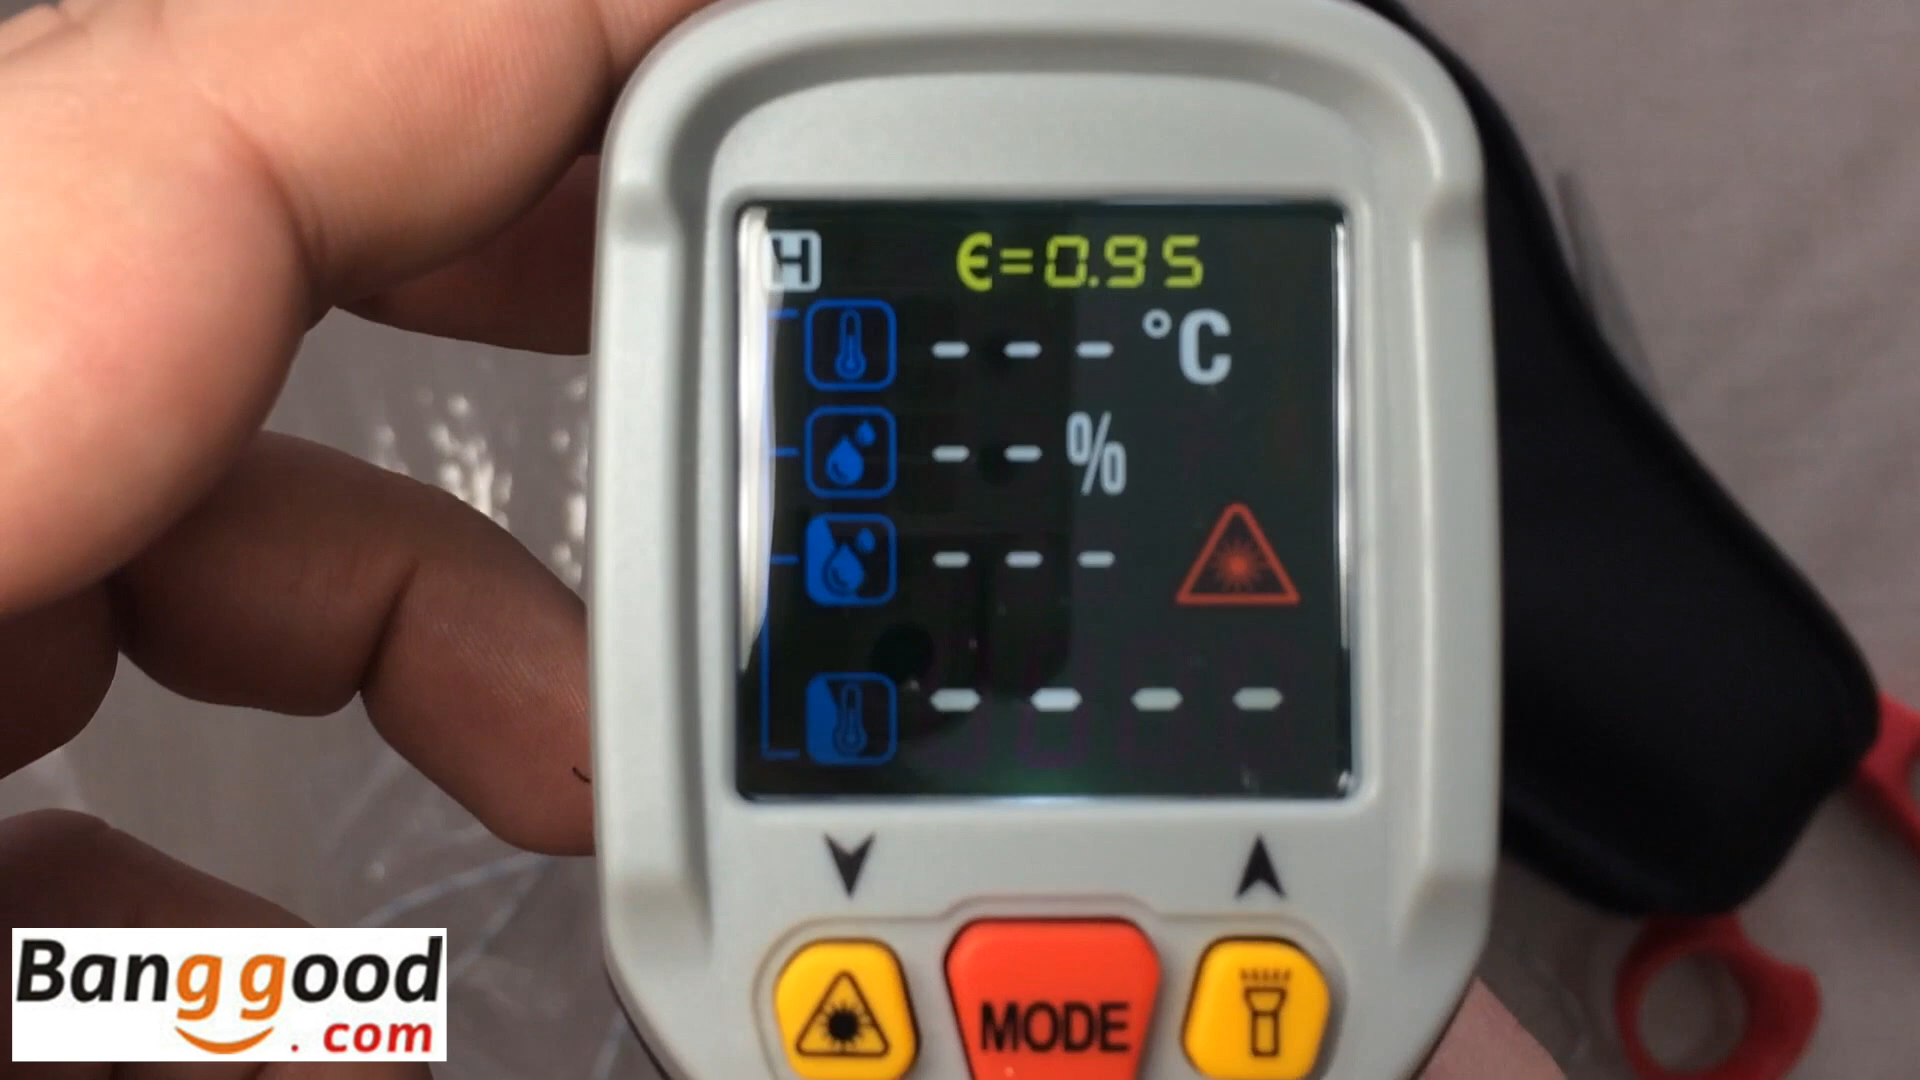 H €=0.95
--- °C
-- %
---
----
MODE
Banggood
.com